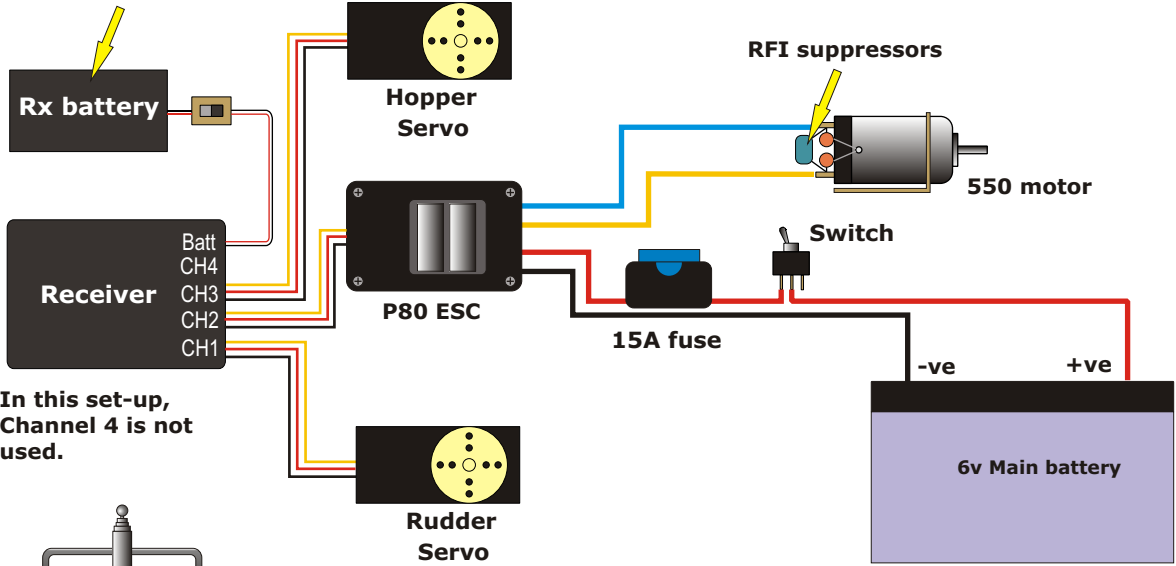 Rx battery
Hopper
Servo
RFI suppressors
550 motor
Receiver
Batt
CH4
CH3
CH2
CH1
P80 ESC
Switch
15A fuse
-ve
+ve
6v Main battery
In this set-up,
Channel 4 is not
used.
Rudder
Servo